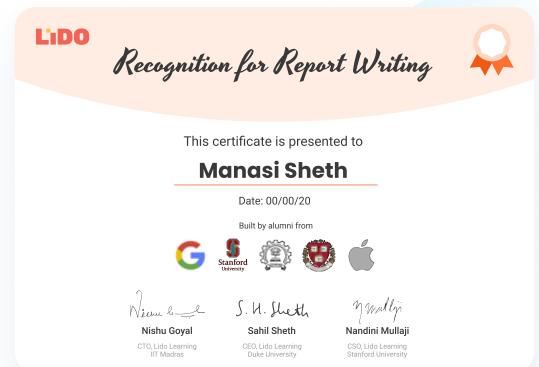 LiDO
Recognition for Report Writing
This certificate is presented to
Manasi Sheth
Date: 00/00/20
Built by alumni from
Stanford
University
S. H. Sheth
Nishu Goyal
Sahil Sheth
Nandini Mullaji
CTO, Lido Learning
IIT Madras
CEO, Lido Learning
Duke University
CSO, Lido Learning
Stanford University